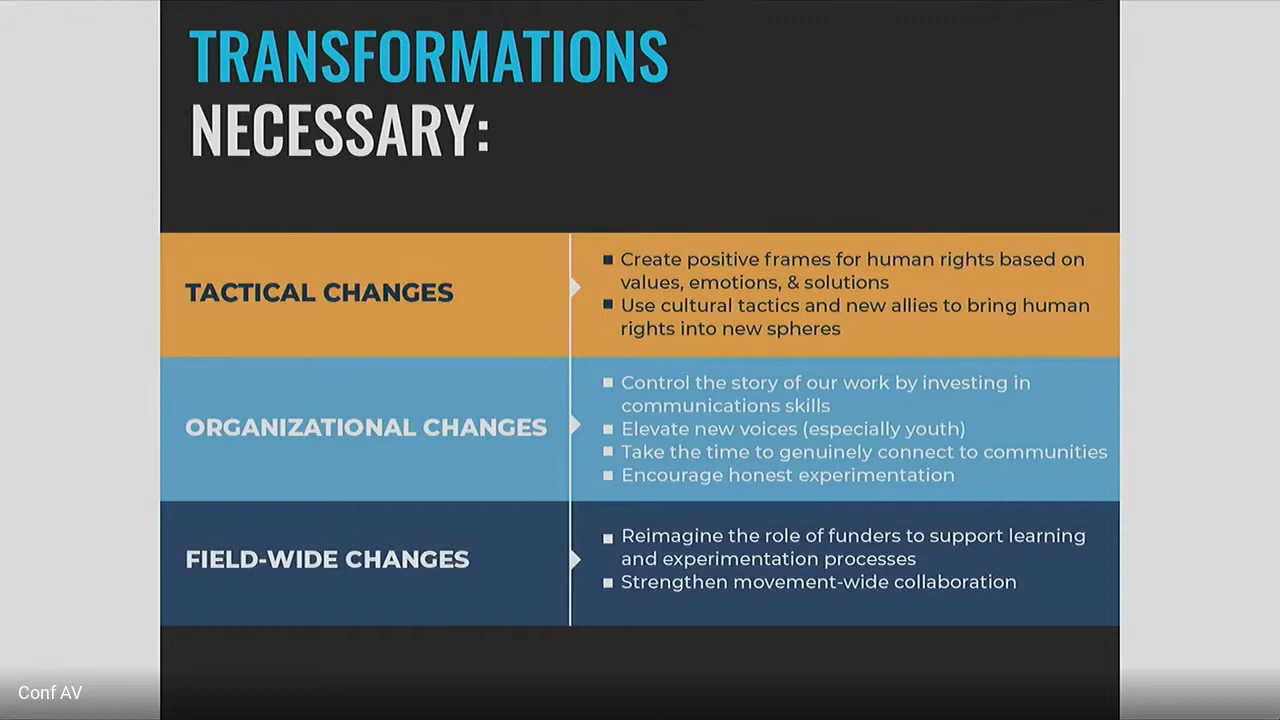 TRANSFORMATIONS
NECESSARY:
TACTICAL CHANGES
■ Create positive frames for human rights based on
values, emotions, & solutions
■ Use cultural tactics and new allies to bring human
rights into new spheres
ORGANIZATIONAL CHANGES
■ Control the story of our work by investing in
communications skills
■ Elevate new voices (especially youth)
■ Take the time to genuinely connect to communities
■ Encourage honest experimentation
FIELD-WIDE CHANGES
■ Reimagine the role of funders to support learning
and experimentation processes
■ Strengthen movement-wide collaboration
Conf AV